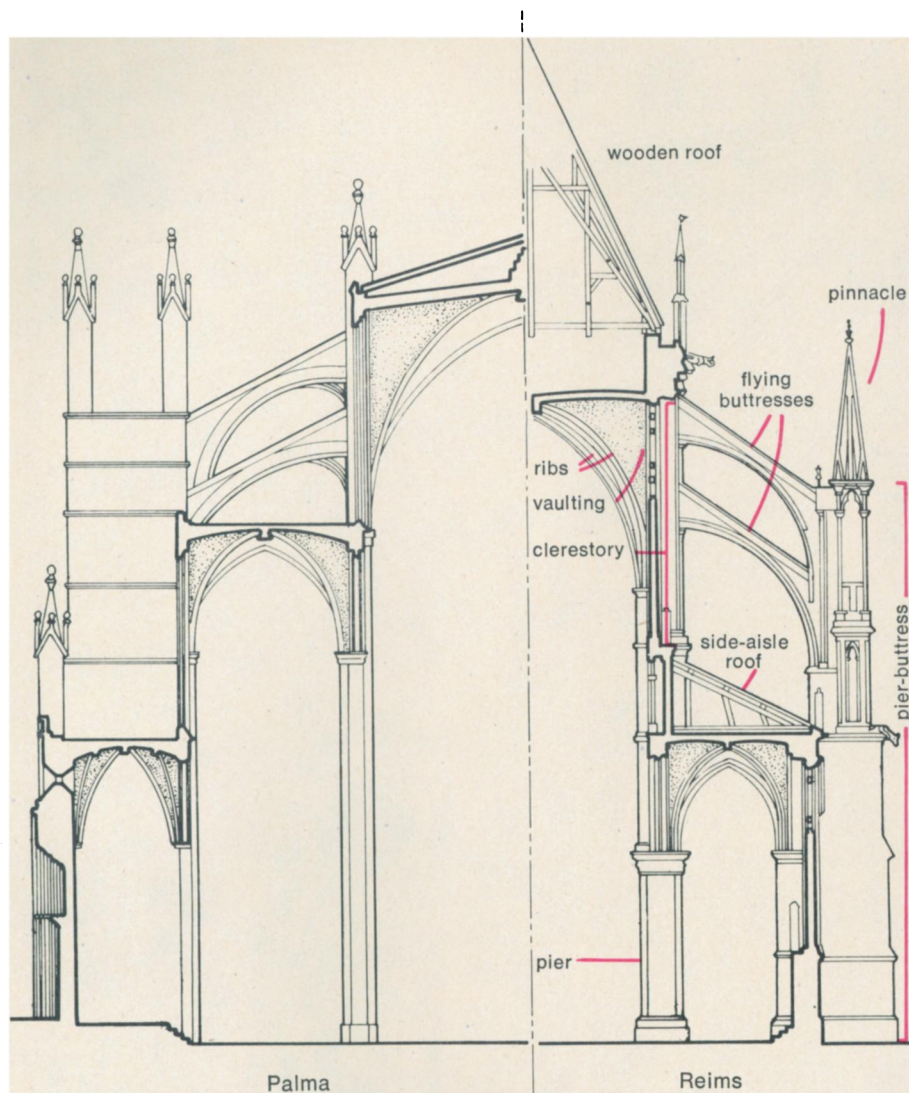 wooden roof
pinnacle
flying
buttresses
ribs
vaulting
clerestory
side-aisle
roof
pier-buttress
pier
Palma
Reims